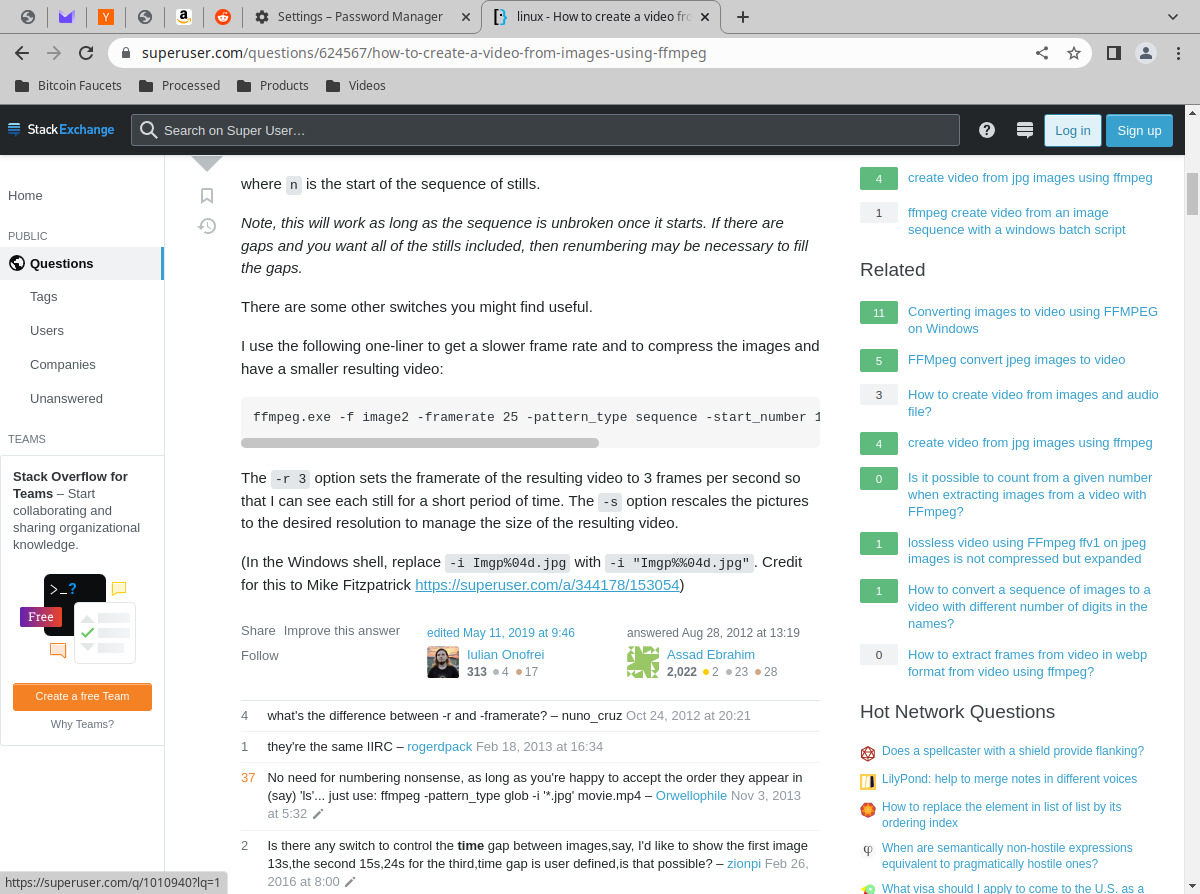 Settings – Password Manager
linux - How to create a video fro
superuser.com/questions/624567/how-to-create-a-video-from-images-using-ffmpeg
Bitcoin Faucets
Processed
Products
Videos
StackExchange
Search on Super User…
Log in
Sign up
Home
PUBLIC
Questions
Tags
Users
Companies
Unanswered
TEAMS
Stack Overflow for
Teams – Start
collaborating and
sharing organizational
knowledge.
>_?
Free
Create a free Team
Why Teams?
where n is the start of the sequence of stills.
Note, this will work as long as the sequence is unbroken once it starts. If there are
gaps and you want all of the stills included, then renumbering may be necessary to fill
the gaps.
There are some other switches you might find useful.
I use the following one-liner to get a slower frame rate and to compress the images and
have a smaller resulting video:
ffmpeg.exe -f image2 -framerate 25 -pattern_type sequence -start_number 1
The -r 3 option sets the framerate of the resulting video to 3 frames per second so
that I can see each still for a short period of time. The -s option rescales the pictures
to the desired resolution to manage the size of the resulting video.
(In the Windows shell, replace -i Imgp%04d.jpg with -i "Imgp%%04d.jpg". Credit
for this to Mike Fitzpatrick https://superuser.com/a/344178/153054)
Share Improve this answer
Follow
edited May 11, 2019 at 9:46
Iulian Onofrei
313 4 17
answered Aug 28, 2012 at 13:19
Assad Ebrahim
2,022 2 23 28
4 what's the difference between -r and -framerate? – nuno_cruz Oct 24, 2012 at 20:21
1 they're the same IIRC – rogerdpack Feb 18, 2013 at 16:34
37 No need for numbering nonsense, as long as you're happy to accept the order they appear in
(say) 'ls'... just use: ffmpeg -pattern_type glob -i '*.jpg' movie.mp4 – Orwellophile Nov 3, 2013
at 5:32
2 Is there any switch to control the time gap between images,say, I'd like to show the first image
13s,the second 15s,24s for the third,time gap is user defined,is that possible? – zionpi Feb 26,
2016 at 8:00
4 create video from jpg images using ffmpeg
1 ffmpeg create video from an image
sequence with a windows batch script
Related
11 Converting images to video using FFMPEG
on Windows
5 FFMpeg convert jpeg images to video
3 How to create video from images and audio
file?
4 create video from jpg images using ffmpeg
0 Is it possible to count from a given number
when extracting images from a video with
FFmpeg?
1 lossless video using FFmpeg ffv1 on jpeg
images is not compressed but expanded
1 How to convert a sequence of images to a
video with different number of digits in the
names?
0 How to extract frames from video in webp
format from video using ffmpeg?
Hot Network Questions
Does a spellcaster with a shield provide flanking?
LilyPond: help to merge notes in different voices
How to replace the element in list of list by its
ordering index
φ When are semantically non-hostile expressions
equivalent to pragmatically hostile ones?
What visa should I apply to come to the U.S. as a
https://superuser.com/q/1010940?lq=1